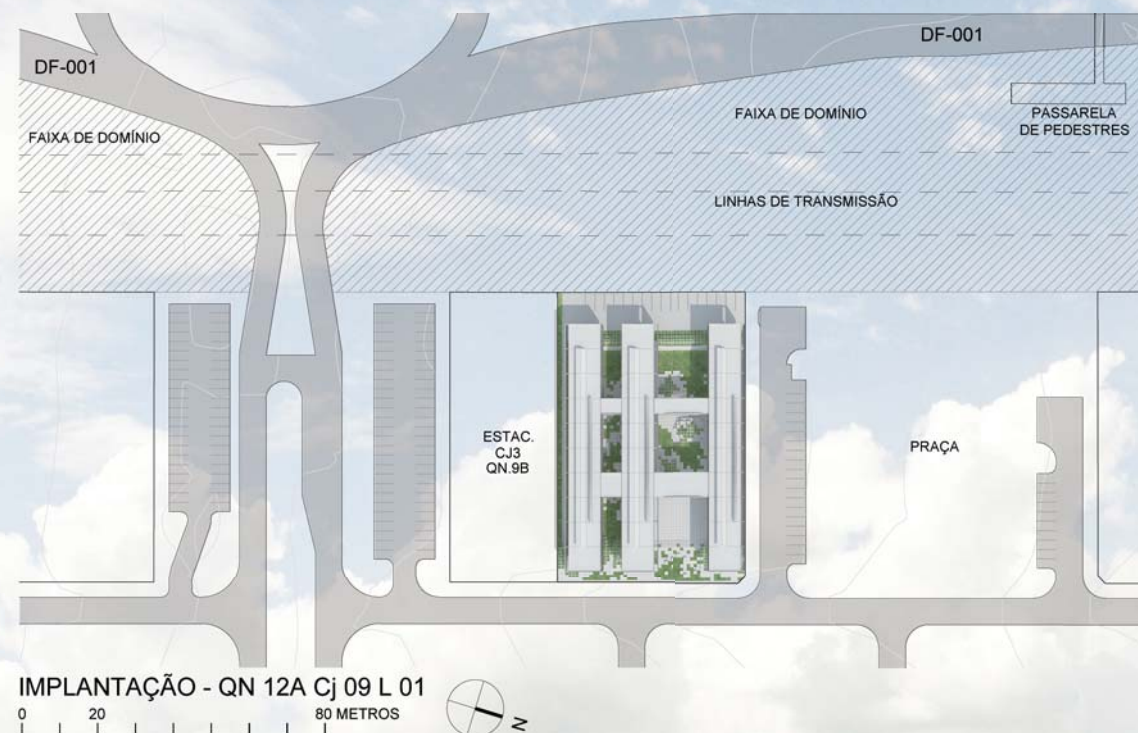 DF-001
DF-001
FAIXA DE DOMÍNIO
FAIXA DE DOMÍNIO
PASSARELA
DE PEDESTRES
LINHAS DE TRANSMISSÃO
ESTAC.
CJ3
QN.9B
PRAÇA
IMPLANTAÇÃO - QN 12A Cj 09 L 01
0 20 80 METROS
N